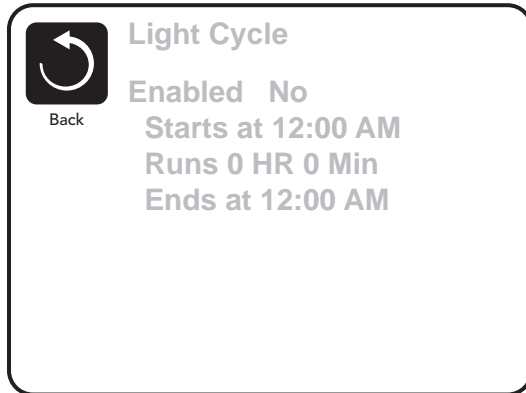 Light Cycle
Enabled No
Starts at 12:00 AM
Runs 0 HR 0 Min
Ends at 12:00 AM
Back